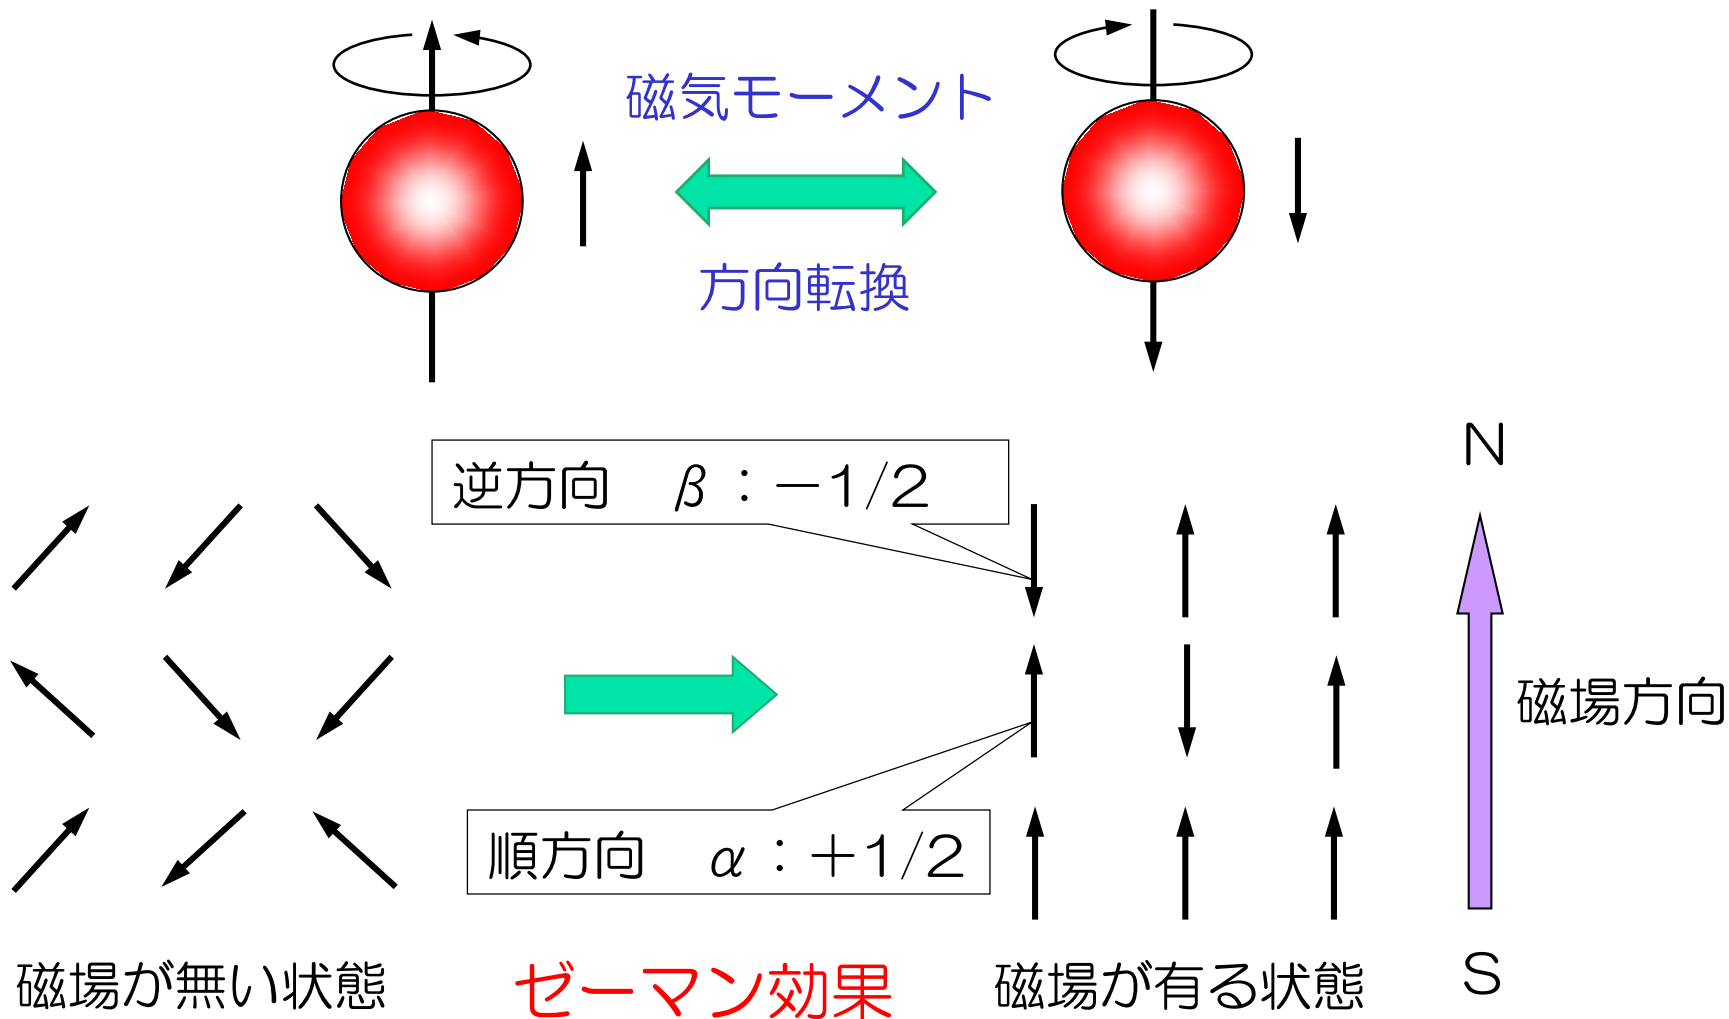 磁気モーメント
方向転換
逆方向　β：－1/2
N
磁場方向
順方向　α：＋1/2
磁場が無い状態
ゼーマン効果
磁場が有る状態
S